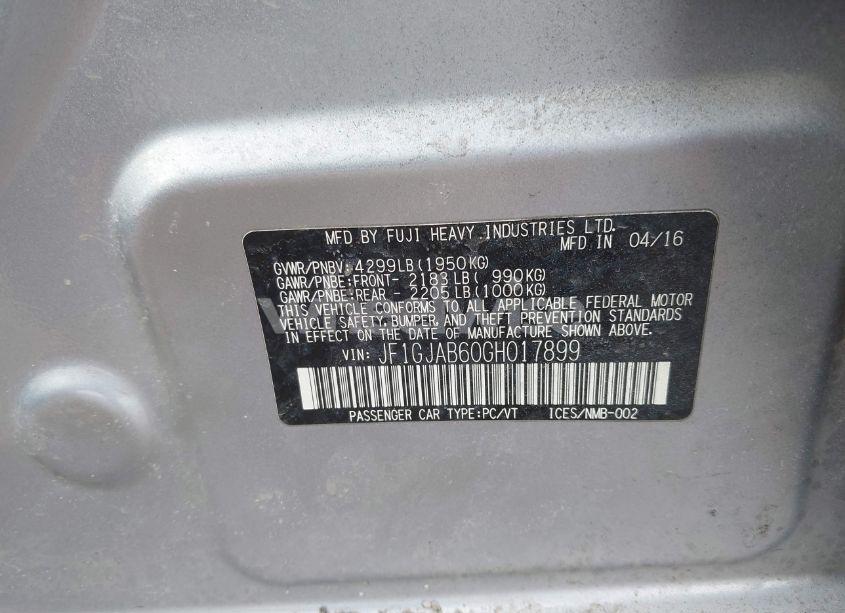 MFD BY FUJI HEAVY INDUSTRIES LTD.
MFD IN 04/16
GVWR/PNBV: 4299LB(1950KG)
GAWR/PNBE:FRONT- 2183LB( 990KG)
GAWR/PNBE:REAR - 2205LB(1000KG)
THIS VEHICLE CONFORMS TO ALL APPLICABLE FEDERAL MOTOR
VEHICLE SAFETY, BUMPER, AND THEFT PREVENTION STANDARDS
IN EFFECT ON THE DATE OF MANUFACTURE SHOWN ABOVE.
VIN: JF1GJAB60GH017899
PASSENGER CAR TYPE:PC/VT ICES/NMB-002